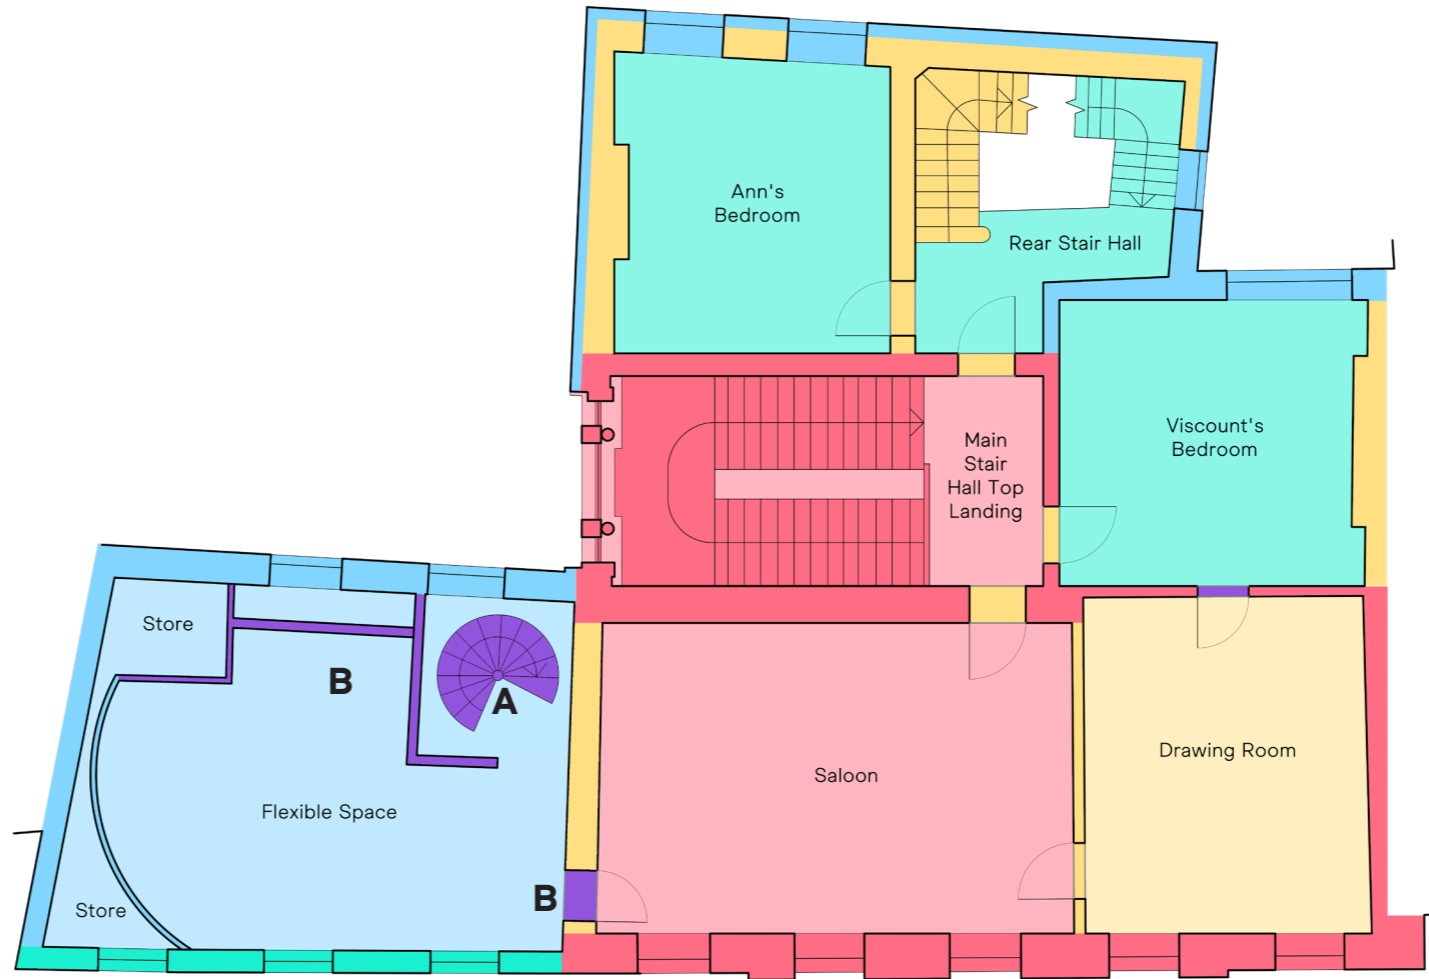 Ann's
Bedroom
Rear Stair Hall
Viscount's
Bedroom
Main
Stair
Hall Top
Landing
Store
B
A
Saloon
Drawing Room
Flexible Space
B
Store